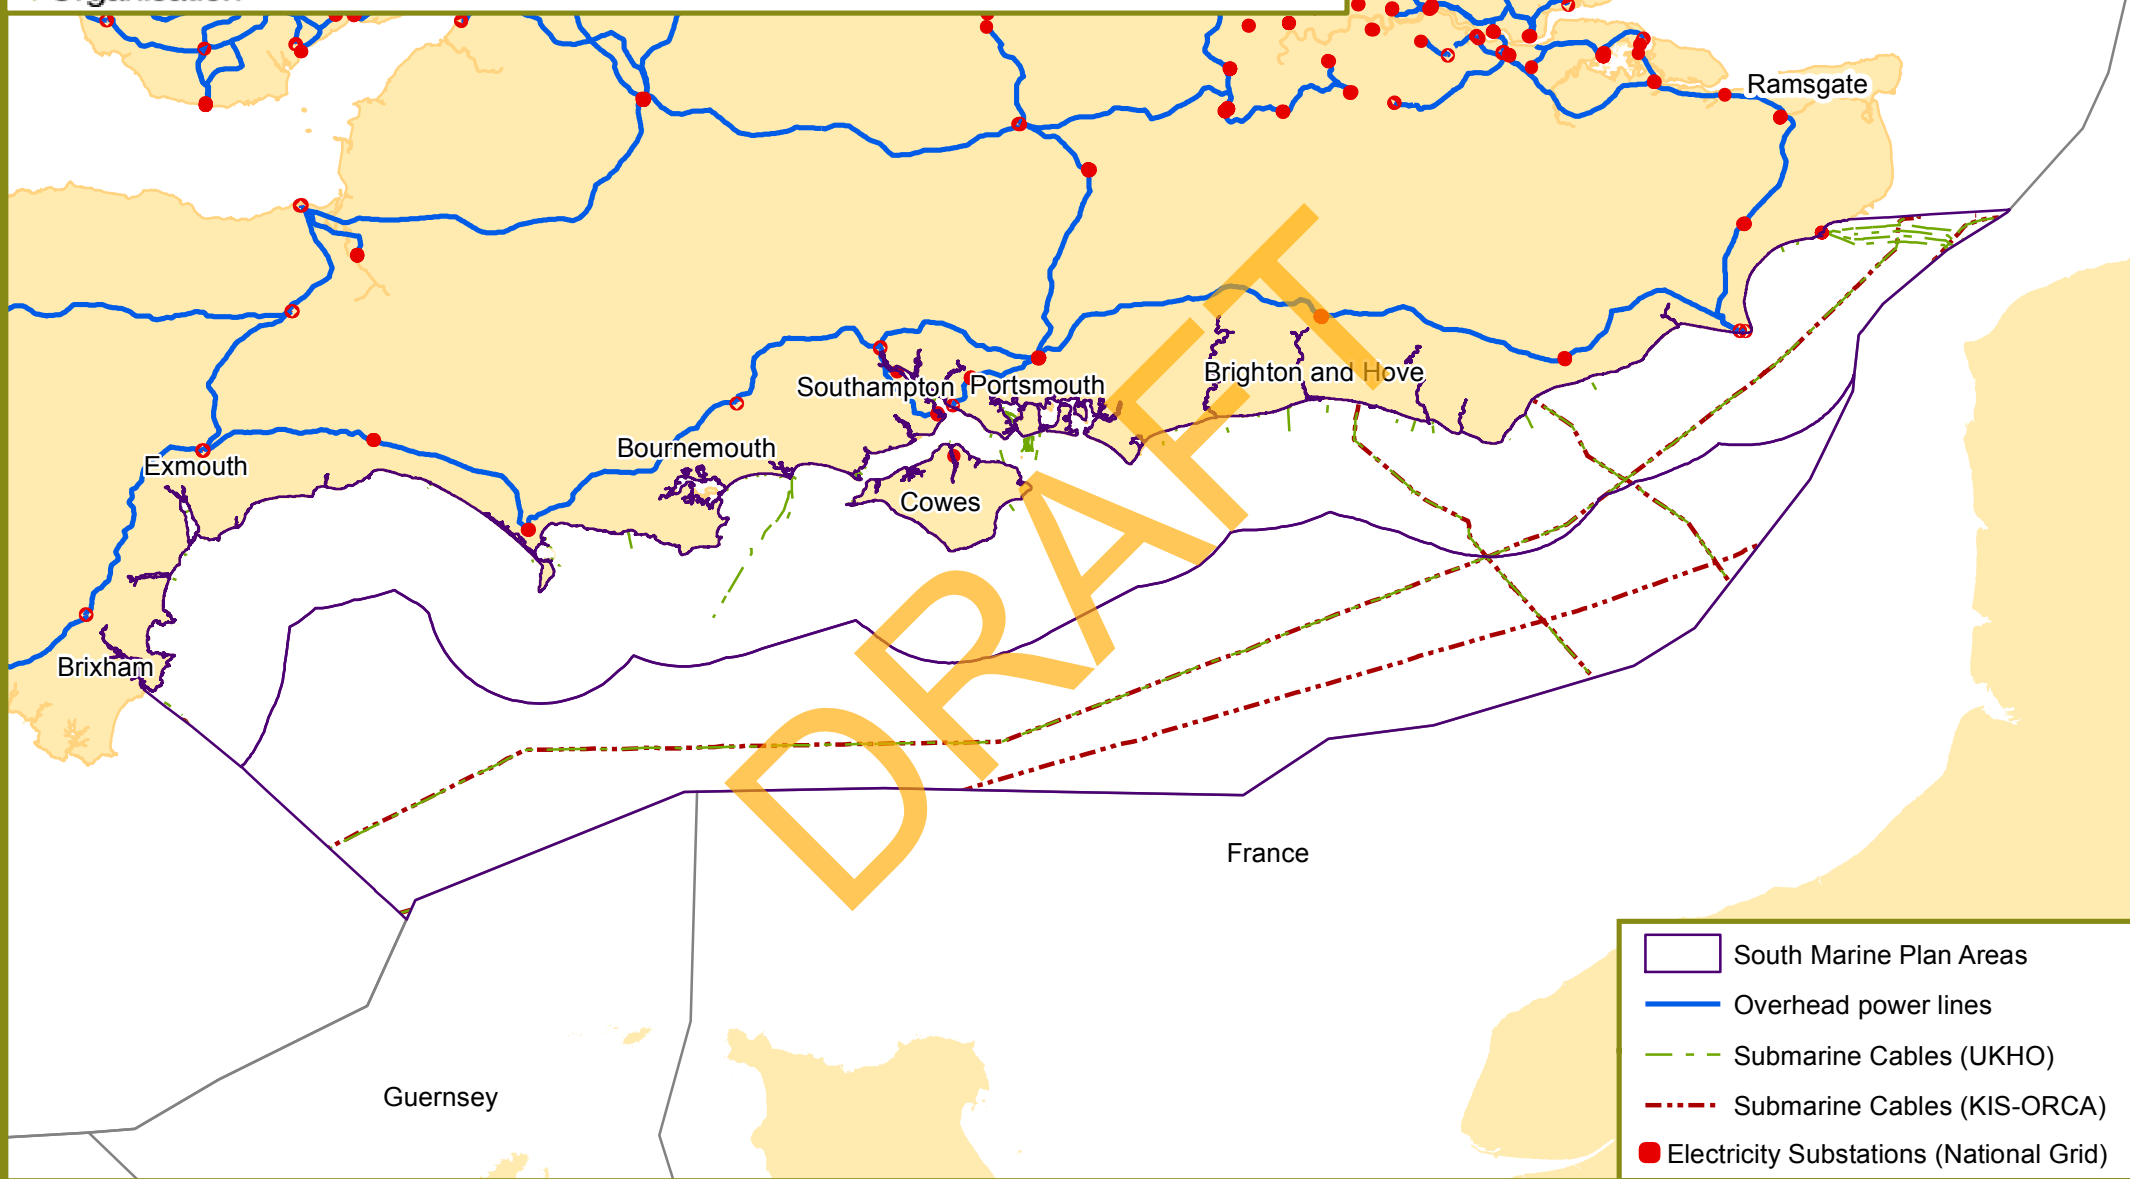 Organisation
Ramsgate
Southampton
Portsmouth
Brighton and Hove
Bournemouth
Exmouth
Cowes
Brixham
DRAFT
France
Guernsey
South Marine Plan Areas
Overhead power lines
Submarine Cables (UKHO)
Submarine Cables (KIS-ORCA)
Electricity Substations (National Grid)